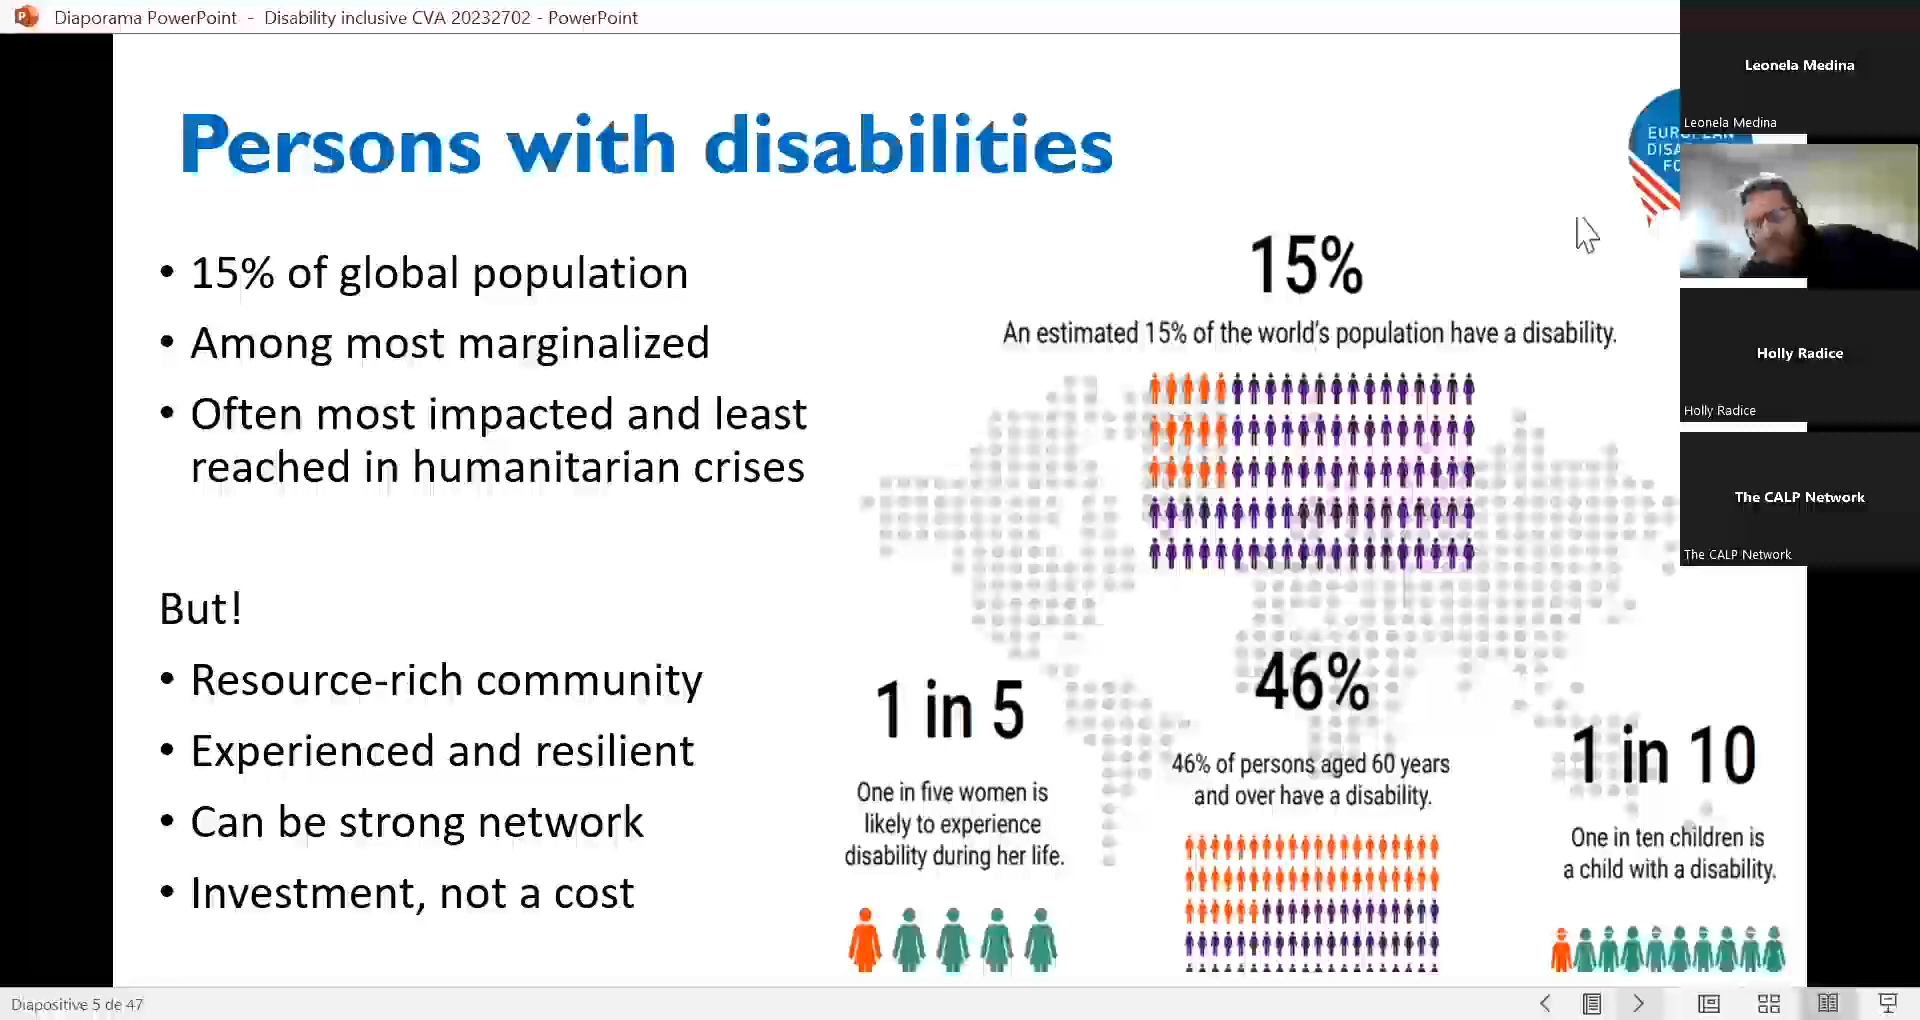 Diaporama PowerPoint - Disability inclusive CVA 20232702 - PowerPoint
Persons with disabilities
• 15% of global population
• Among most marginalized
• Often most impacted and least
reached in humanitarian crises
But!
• Resource-rich community
• Experienced and resilient
• Can be strong network
• Investment, not a cost
15%
An estimated 15% of the world's population have a disability.
1 in 5
One in five women is
likely to experience
disability during her life.
46%
46% of persons aged 60 years
and over have a disability.
1 in 10
One in ten children is
a child with a disability.
Leonela Medina
Leonela Medina
Holly Radice
Holly Radice
The CALP Network
The CALP Network
Diapositive 5 de 47